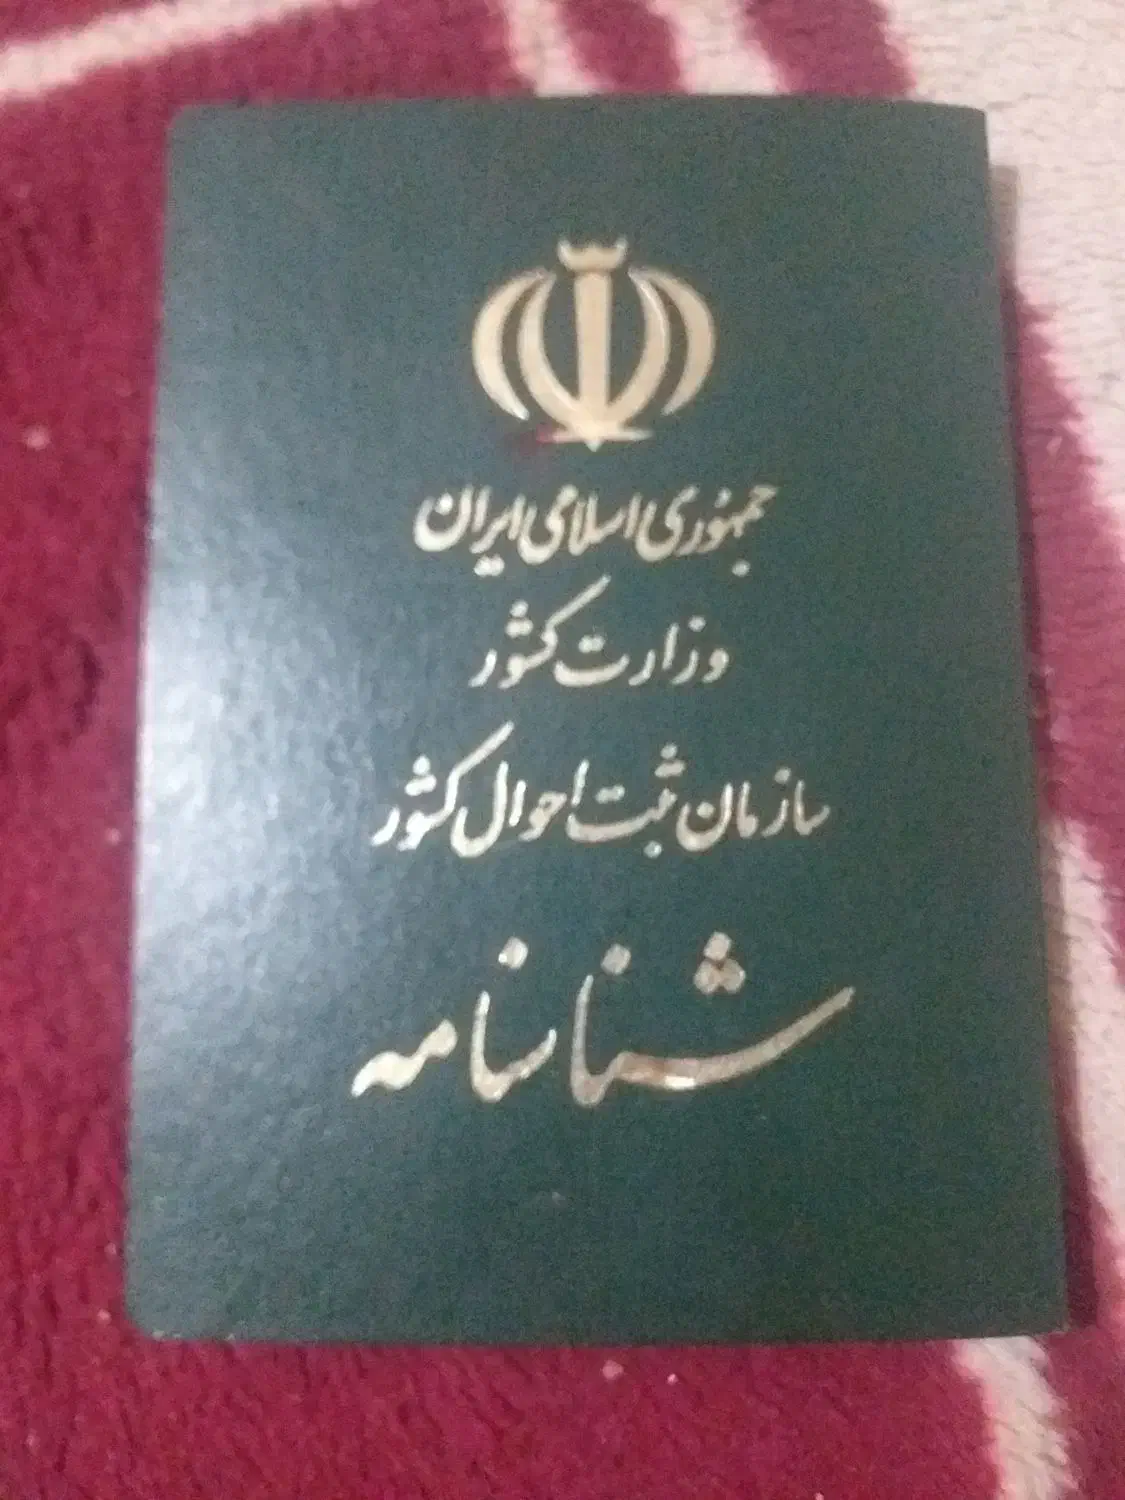 جمهوری اسلامی ایران
وزارت کشور
سازمان ثبت احوال کشور
شناسنامه